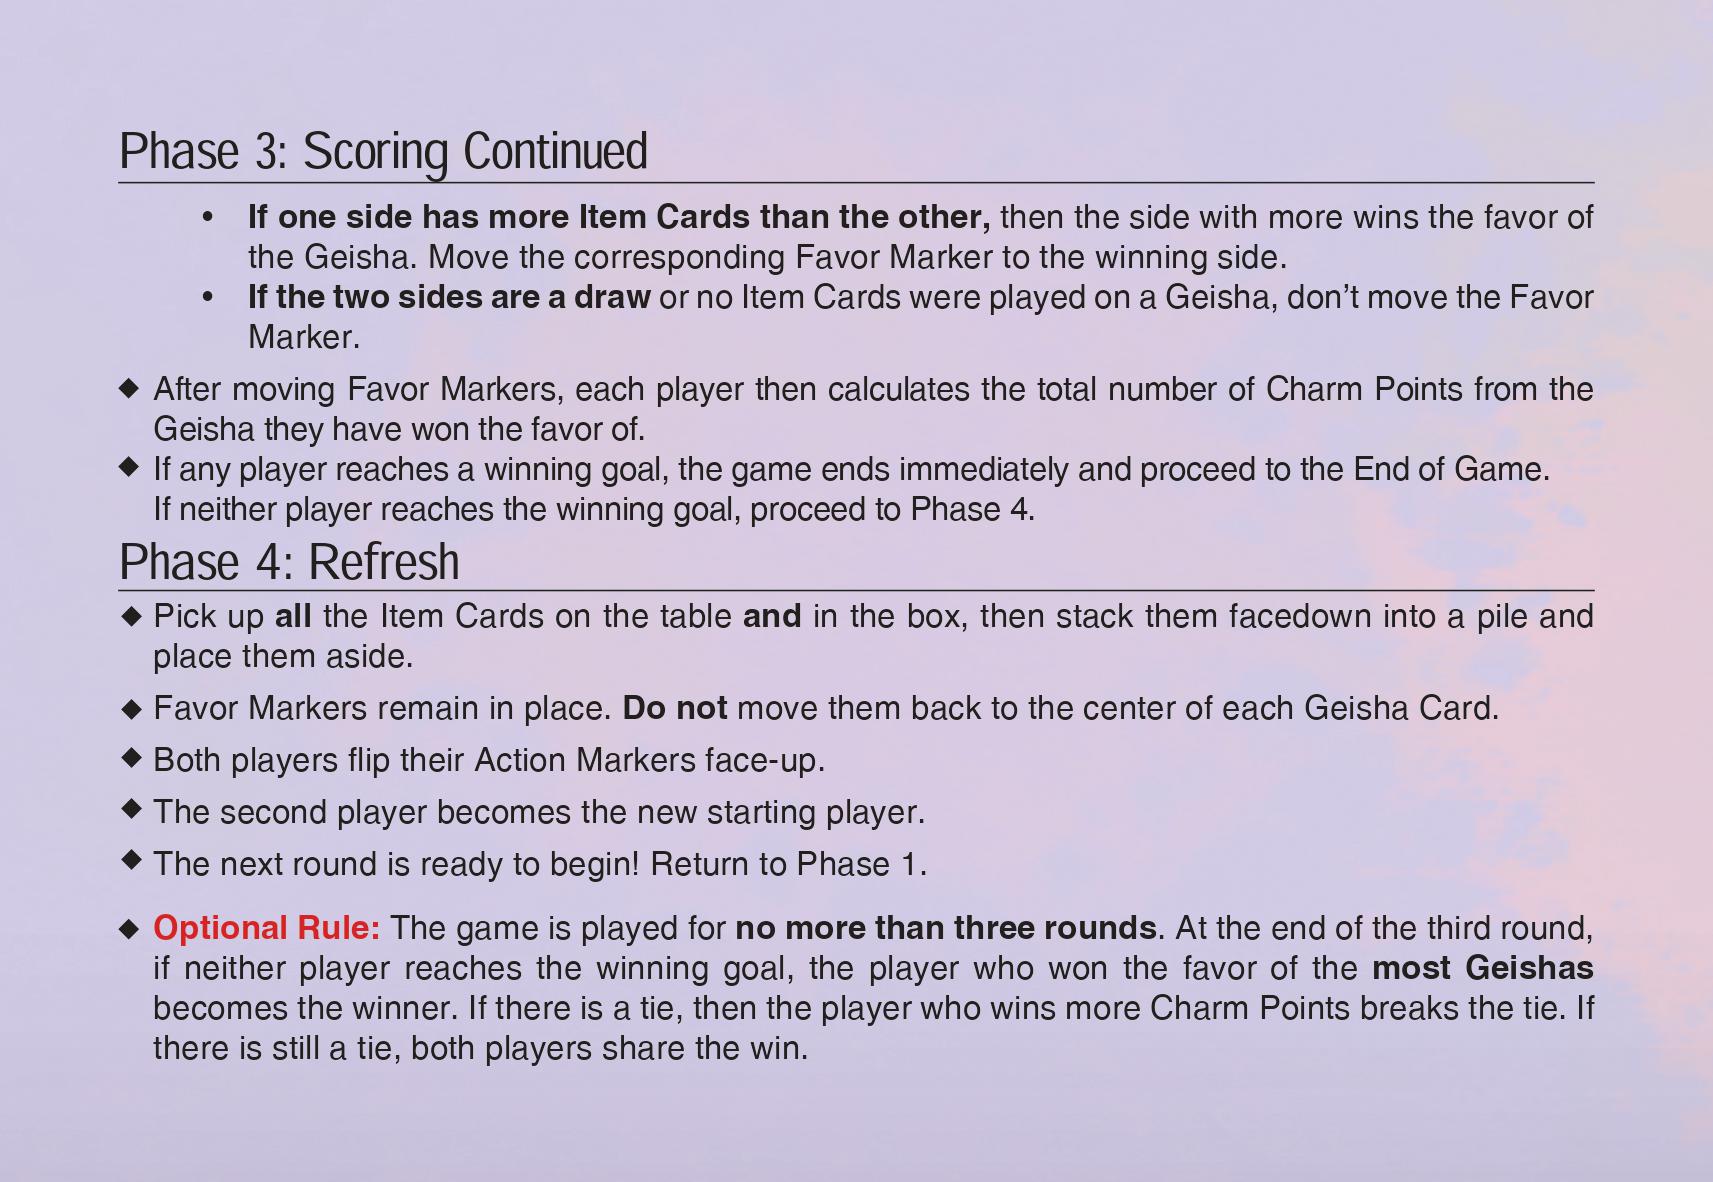 Phase 3: Scoring Continued
• If one side has more Item Cards than the other, then the side with more wins the favor of
the Geisha. Move the corresponding Favor Marker to the winning side.
• If the two sides are a draw or no Item Cards were played on a Geisha, don’t move the Favor
Marker.
◆ After moving Favor Markers, each player then calculates the total number of Charm Points from the
Geisha they have won the favor of.
◆ If any player reaches a winning goal, the game ends immediately and proceed to the End of Game.
If neither player reaches the winning goal, proceed to Phase 4.
Phase 4: Refresh
◆ Pick up all the Item Cards on the table and in the box, then stack them facedown into a pile and
place them aside.
◆ Favor Markers remain in place. Do not move them back to the center of each Geisha Card.
◆ Both players flip their Action Markers face-up.
◆ The second player becomes the new starting player.
◆ The next round is ready to begin! Return to Phase 1.
◆ Optional Rule: The game is played for no more than three rounds. At the end of the third round,
if neither player reaches the winning goal, the player who won the favor of the most Geishas
becomes the winner. If there is a tie, then the player who wins more Charm Points breaks the tie. If
there is still a tie, both players share the win.